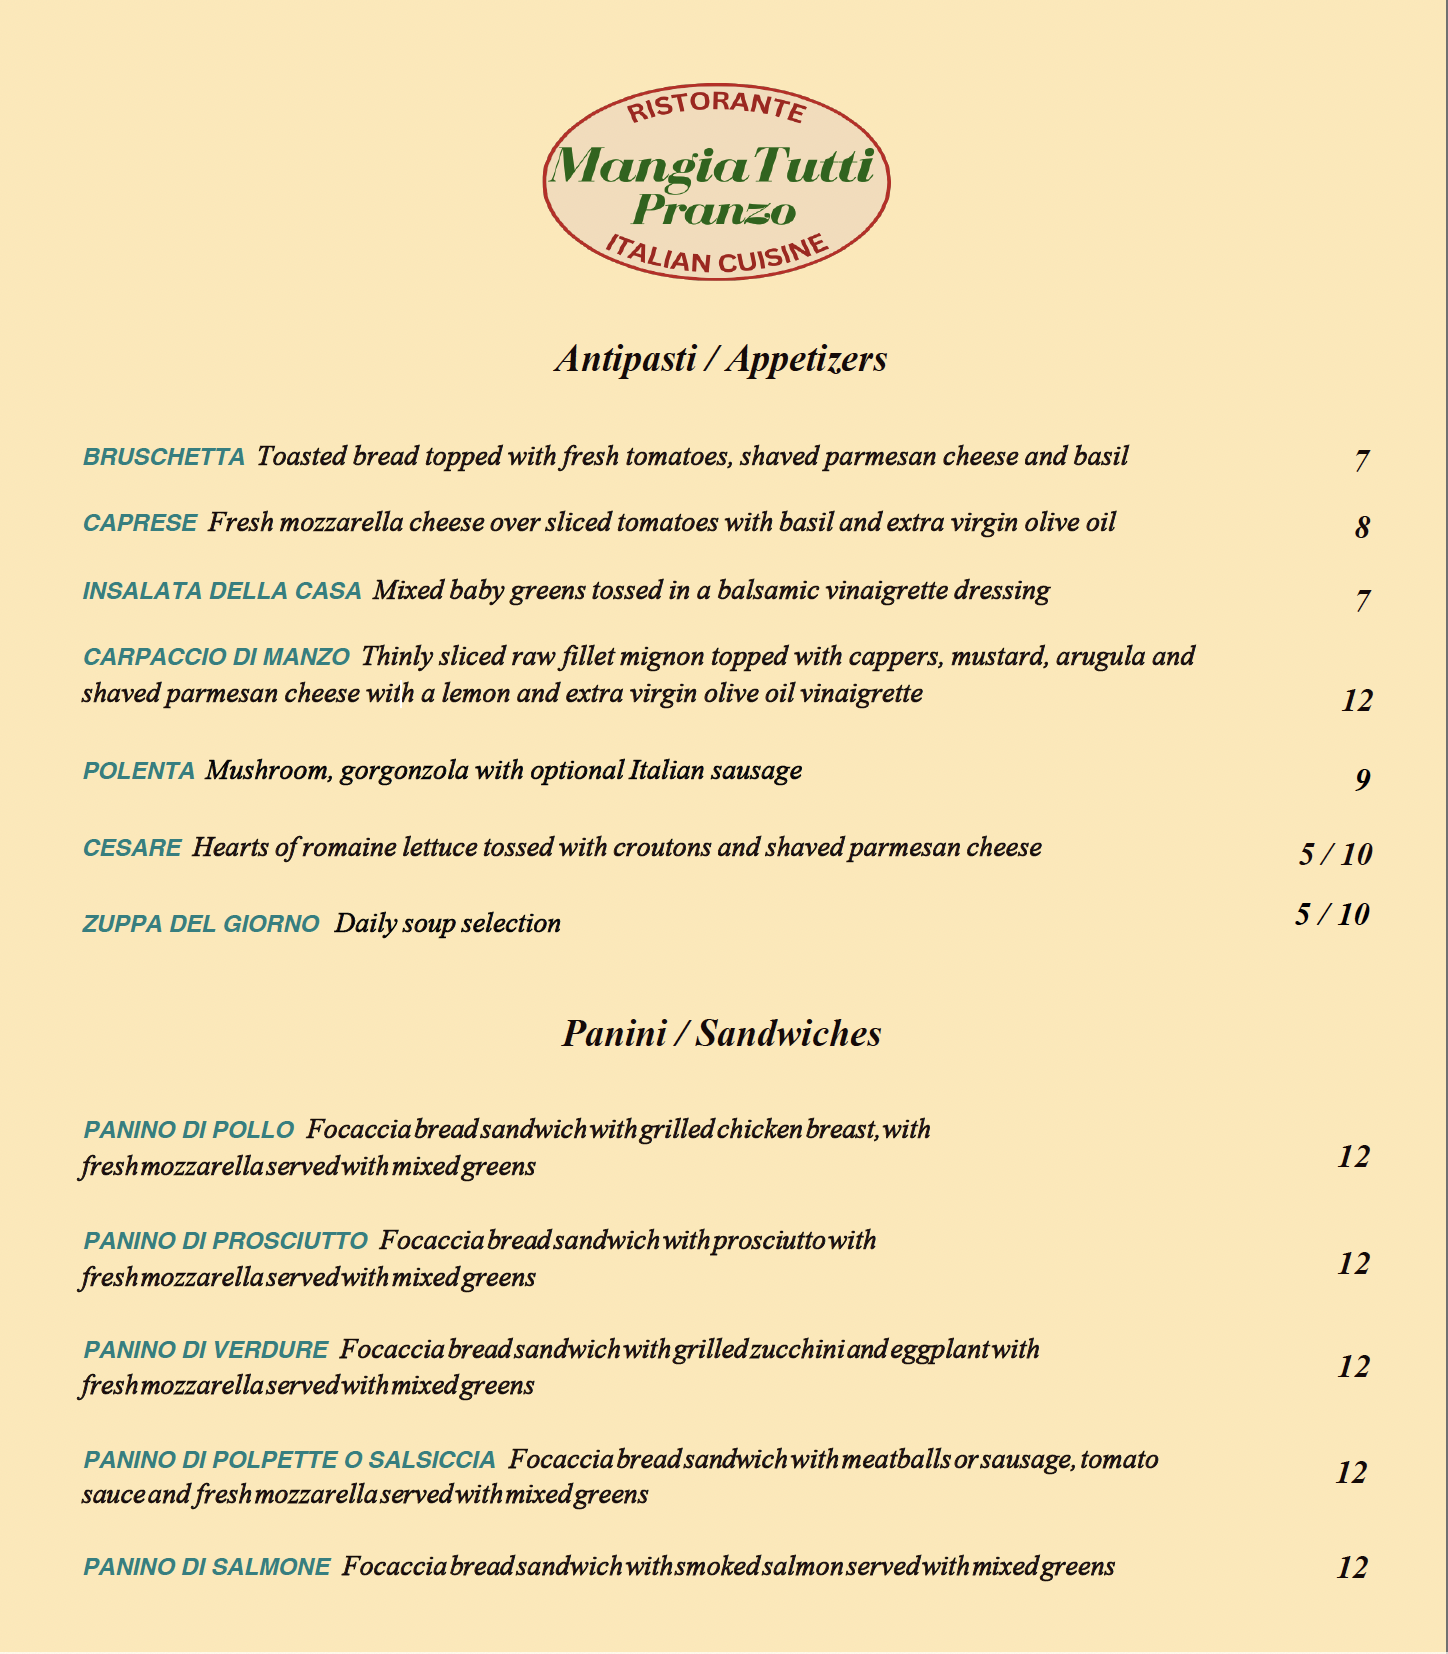 RISTORANTE
Mangia Tutti
Pranzo
ITALIAN CUISINE
Antipasti / Appetizers
BRUSCHETTA Toasted bread topped with fresh tomatoes, shaved parmesan cheese and basil 7
CAPRESE Fresh mozzarella cheese over sliced tomatoes with basil and extra virgin olive oil 8
INSALATA DELLA CASA Mixed baby greens tossed in a balsamic vinaigrette dressing 7
CARPACCIO DI MANZO Thinly sliced raw fillet mignon topped with cappers, mustard, arugula and
shaved parmesan cheese with a lemon and extra virgin olive oil vinaigrette 12
POLENTA Mushroom, gorgonzola with optional Italian sausage 9
CESARE Hearts of romaine lettuce tossed with croutons and shaved parmesan cheese 5 / 10
ZUPPA DEL GIORNO Daily soup selection 5 / 10
Panini / Sandwiches
PANINO DI POLLO Focaccia bread sandwich with grilled chicken breast, with
fresh mozzarella served with mixed greens 12
PANINO DI PROSCIUTTO Focaccia bread sandwich with prosciutto with
fresh mozzarella served with mixed greens 12
PANINO DI VERDURE Focaccia bread sandwich with grilled zucchini and eggplant with
fresh mozzarella served with mixed greens 12
PANINO DI POLPETTE O SALSICCIA Focaccia bread sandwich with meatballs or sausage, tomato
sauce and fresh mozzarella served with mixed greens 12
PANINO DI SALMONE Focaccia bread sandwich with smoked salmon served with mixed greens 12